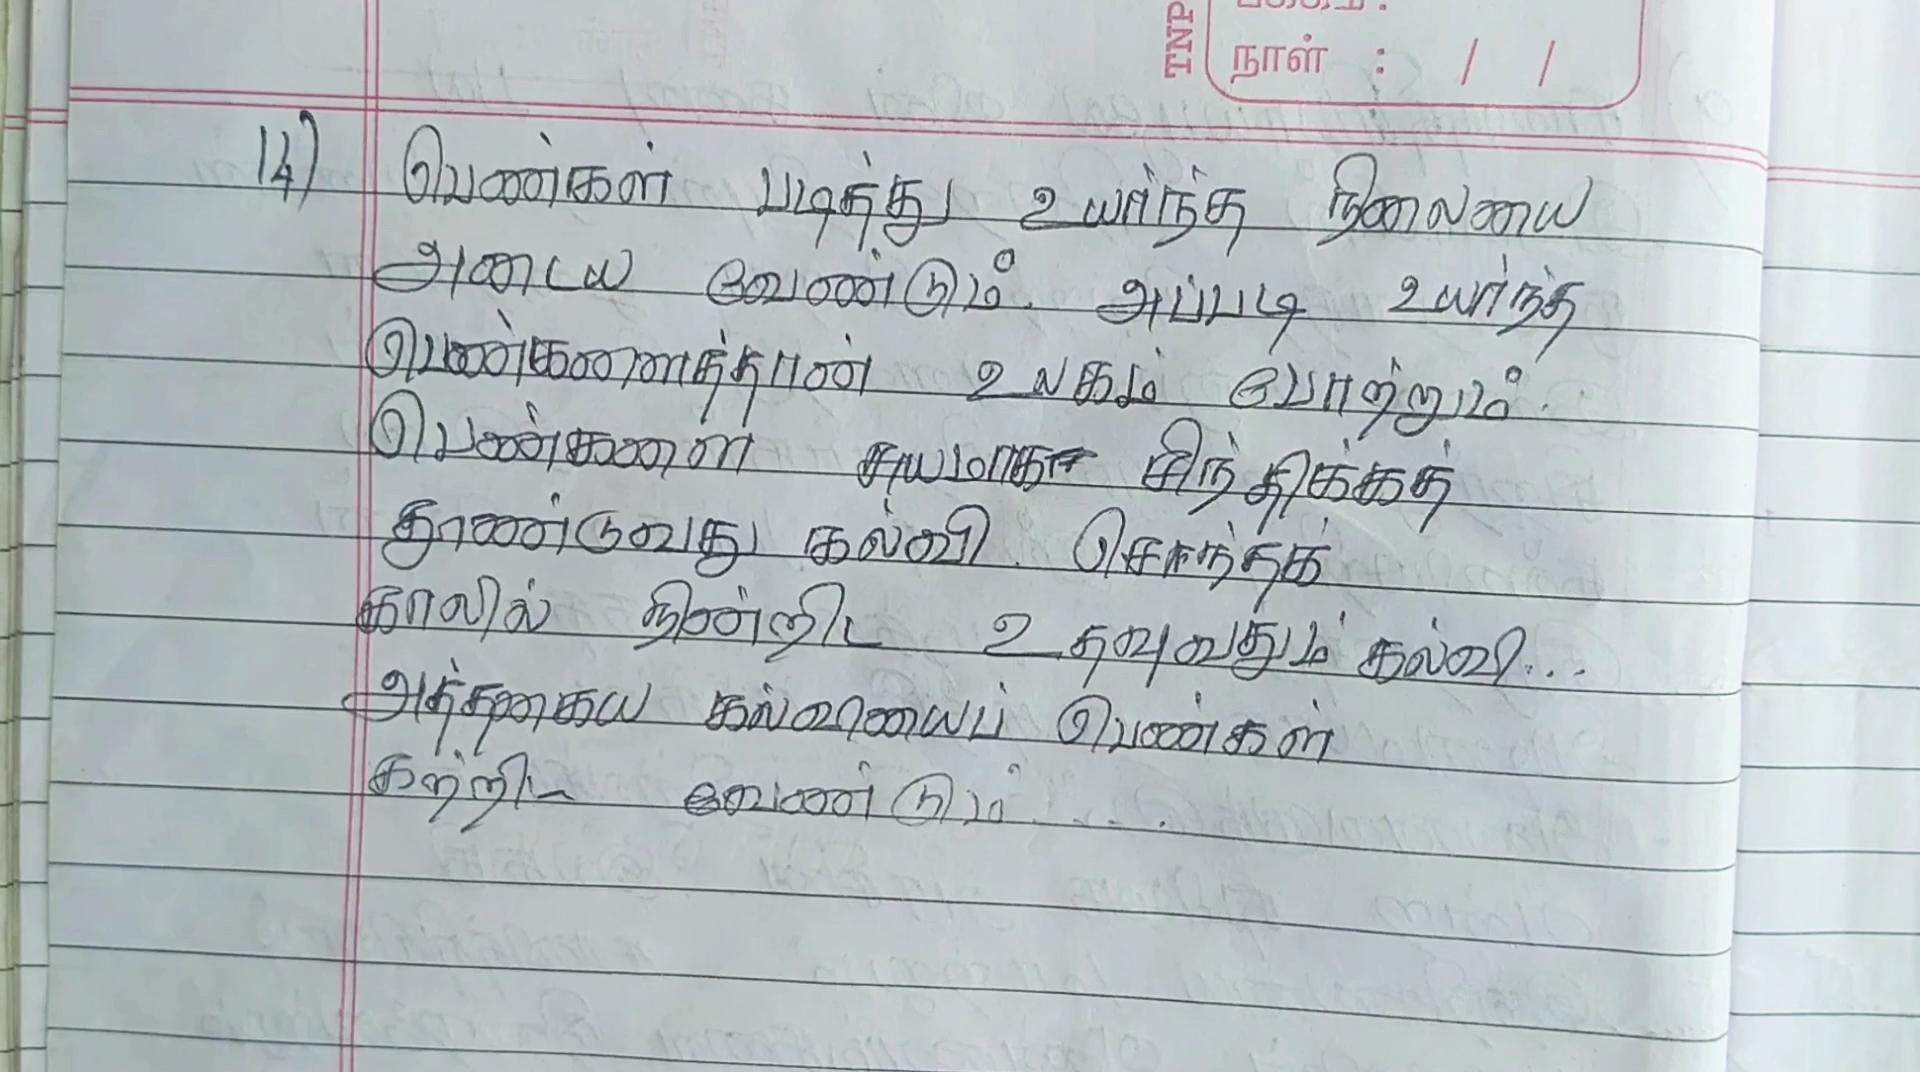 TNP
நாள் : / /
14) பெண்கள் படித்து உயர்ந்த நிலையை
அடைய வேண்டும். அப்படி உயர்ந்த
பெண்களைத்தான் உலகம் போற்றும்.
பெண்களை சுயமாக சிந்திக்கத்
தூண்டுவது கல்வி. சொந்தக்
காலில் நின்றிட உதவுவதும் கல்வி...
அத்தகைய கல்வியைப் பெண்கள்
கற்றிட வேண்டும்....